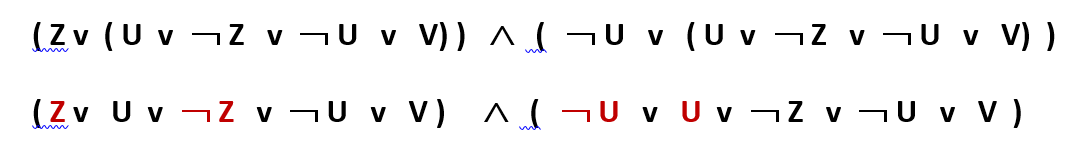 (Z v (U v ¬Z v ¬U v V)) ∧ ( ¬U v (U v ¬Z v ¬U v V) )
(Z v U v ¬Z v ¬U v V) ∧ ( ¬U v U v ¬Z v ¬U v V )